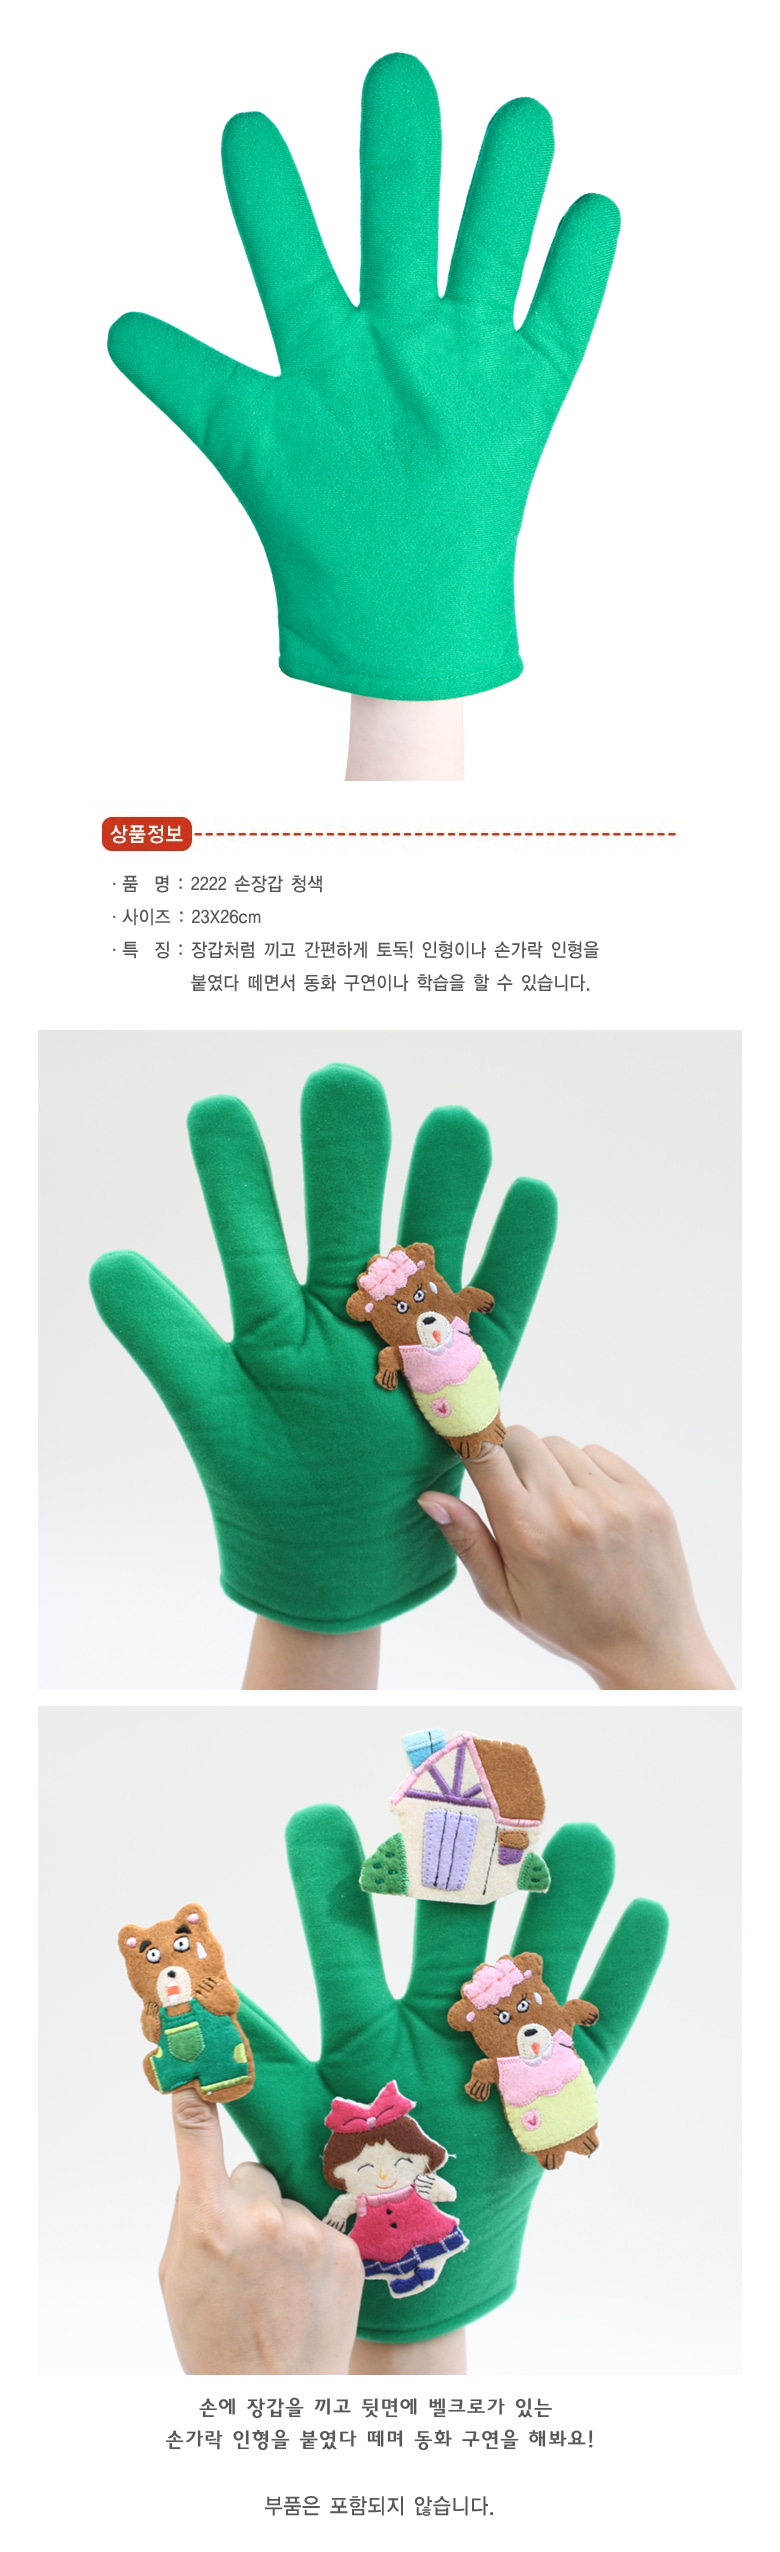 상품정보
· 품 명 : 2222 손장갑 청색
· 사이즈 : 23X26cm
· 특 징 : 장갑처럼 끼고 간편하게 토독! 인형이나 손가락 인형을
붙였다 떼면서 동화 구연이나 학습을 할 수 있습니다.
손에 장갑을 끼고 뒷면에 벨크로가 있는
손가락 인형을 붙였다 떼며 동화 구연을 해봐요!
부품은 포함되지 않습니다.